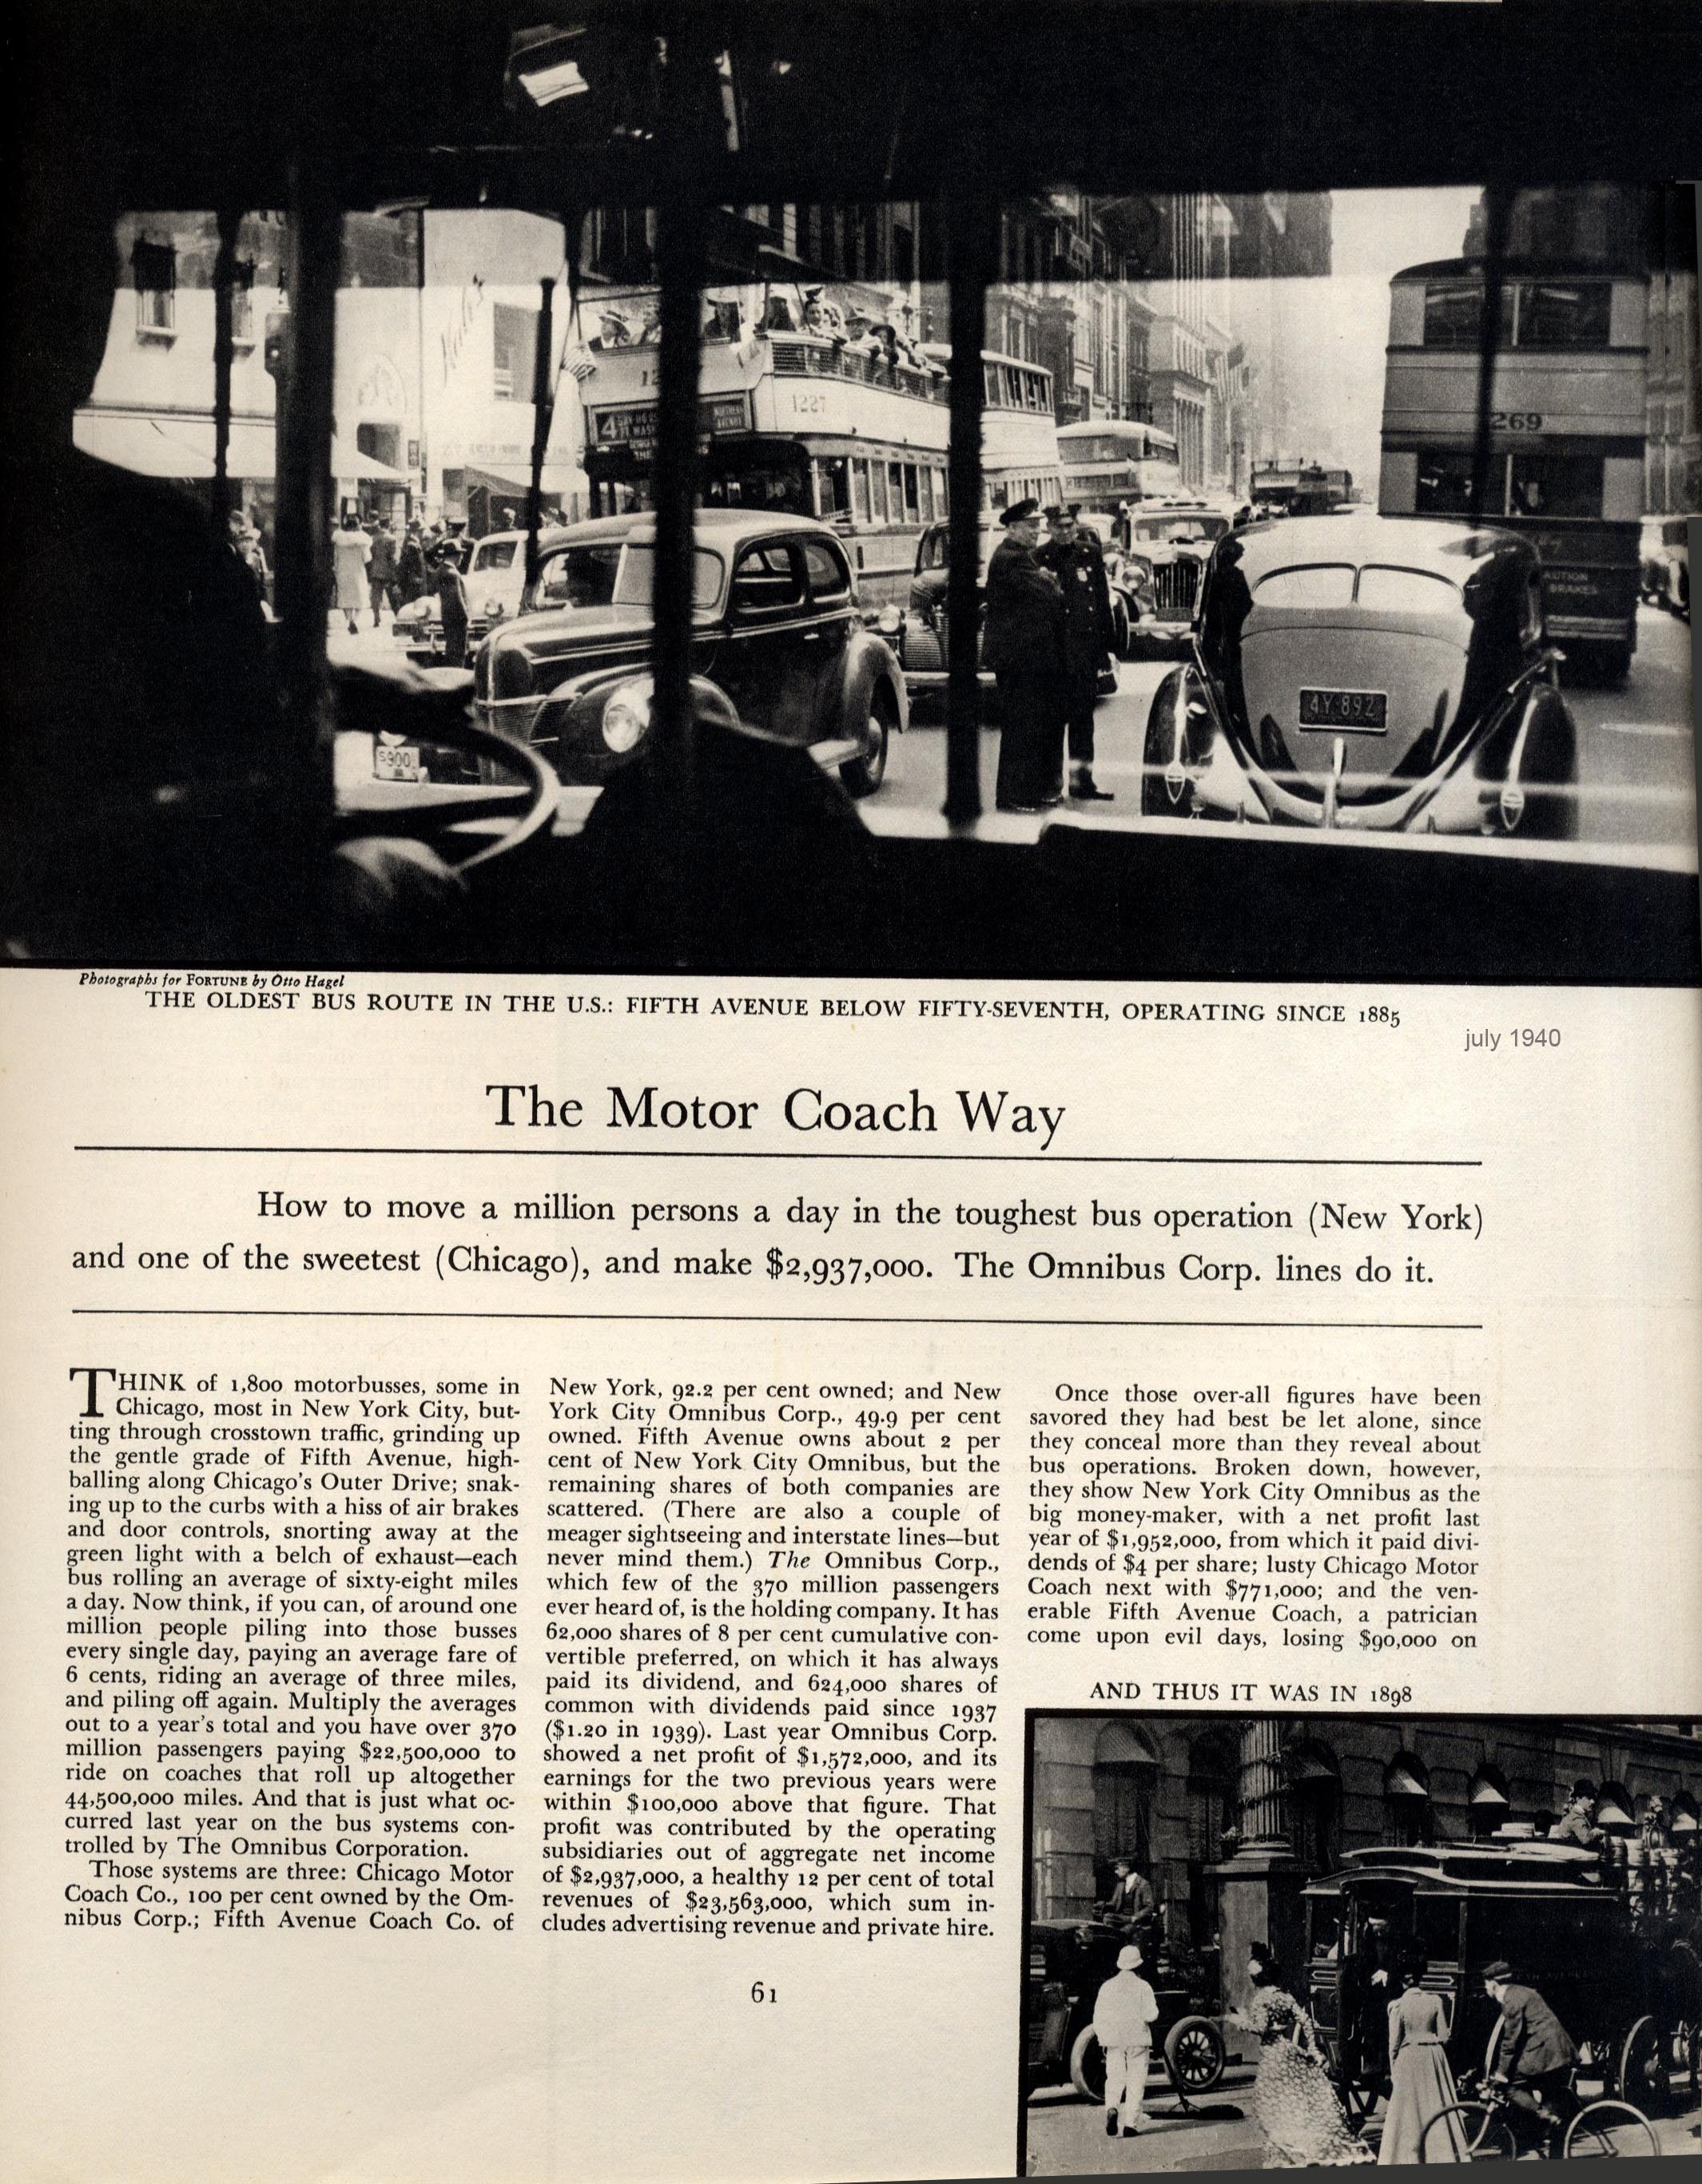 12
1227
4
NORTHERN
AVENUE
269
CAUTION
BRAKES
4Y·892
S900
Photographs for FORTUNE by Otto Hagel
THE OLDEST BUS ROUTE IN THE U.S.: FIFTH AVENUE BELOW FIFTY-SEVENTH, OPERATING SINCE 1885
july 1940
The Motor Coach Way
How to move a million persons a day in the toughest bus operation (New York)
and one of the sweetest (Chicago), and make $2,937,000. The Omnibus Corp. lines do it.
THINK of 1,800 motorbusses, some in
Chicago, most in New York City, but-
ting through crosstown traffic, grinding up
the gentle grade of Fifth Avenue, high-
balling along Chicago's Outer Drive; snak-
ing up to the curbs with a hiss of air brakes
and door controls, snorting away at the
green light with a belch of exhaust—each
bus rolling an average of sixty-eight miles
a day. Now think, if you can, of around one
million people piling into those busses
every single day, paying an average fare of
6 cents, riding an average of three miles,
and piling off again. Multiply the averages
out to a year's total and you have over 370
million passengers paying $22,500,000 to
ride on coaches that roll up altogether
44,500,000 miles. And that is just what oc-
curred last year on the bus systems con-
trolled by The Omnibus Corporation.
Those systems are three: Chicago Motor
Coach Co., 100 per cent owned by the Om-
nibus Corp.; Fifth Avenue Coach Co. of
New York, 92.2 per cent owned; and New
York City Omnibus Corp., 49.9 per cent
owned. Fifth Avenue owns about 2 per
cent of New York City Omnibus, but the
remaining shares of both companies are
scattered. (There are also a couple of
meager sightseeing and interstate lines—but
never mind them.) The Omnibus Corp.,
which few of the 370 million passengers
ever heard of, is the holding company. It has
62,000 shares of 8 per cent cumulative con-
vertible preferred, on which it has always
paid its dividend, and 624,000 shares of
common with dividends paid since 1937
($1.20 in 1939). Last year Omnibus Corp.
showed a net profit of $1,572,000, and its
earnings for the two previous years were
within $100,000 above that figure. That
profit was contributed by the operating
subsidiaries out of aggregate net income
of $2,937,000, a healthy 12 per cent of total
revenues of $23,563,000, which sum in-
cludes advertising revenue and private hire.
Once those over-all figures have been
savored they had best be let alone, since
they conceal more than they reveal about
bus operations. Broken down, however,
they show New York City Omnibus as the
big money-maker, with a net profit last
year of $1,952,000, from which it paid divi-
dends of $4 per share; lusty Chicago Motor
Coach next with $771,000; and the ven-
erable Fifth Avenue Coach, a patrician
come upon evil days, losing $90,000 on
AND THUS IT WAS IN 1898
61